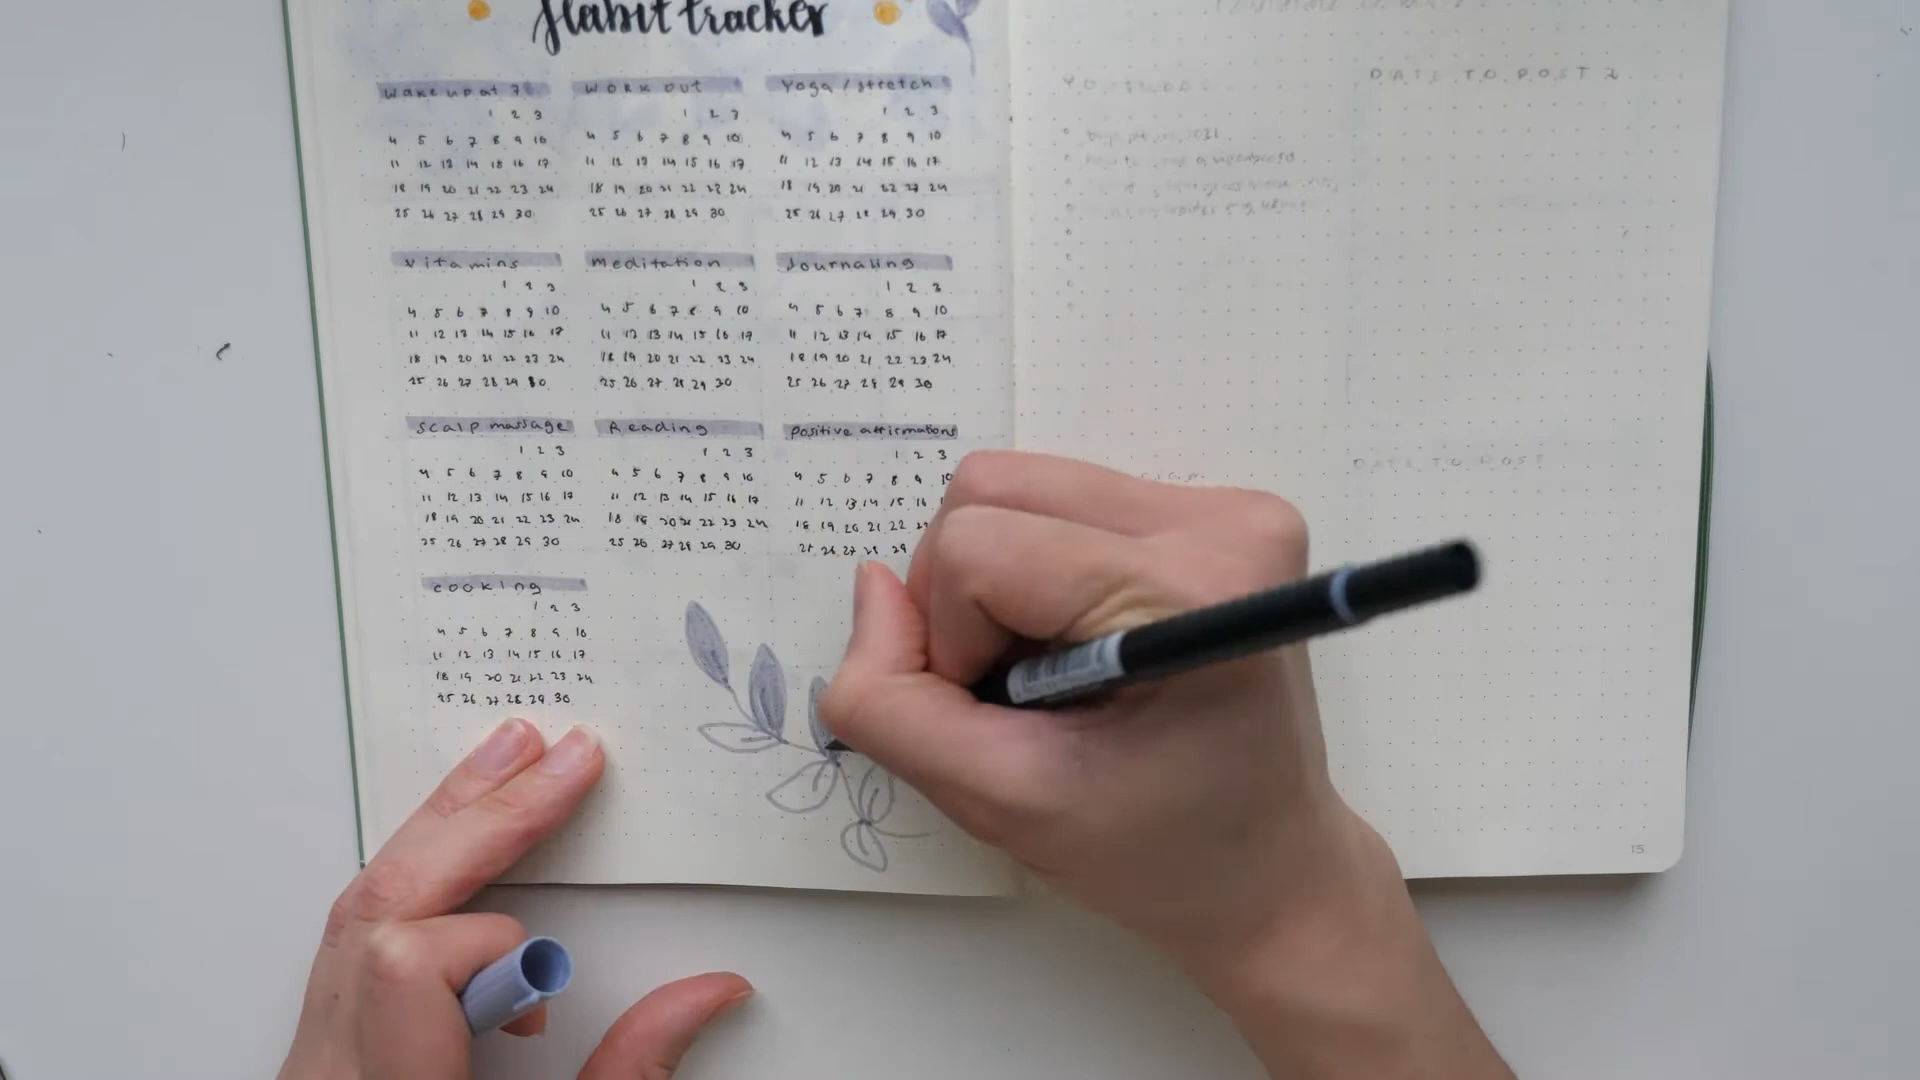 Habit tracker
wake up at 7
work out
Yoga / stretch
1 2 3
1 2 3
1 2 3
4 5 6 7 8 9 10
4 5 6 7 8 9 10
4 5 6 7 8 9 10
11 12 13 14 15 16 17
11 12 13 14 15 16 17
11 12 13 14 15 16 17
18 19 20 21 22 23 24
18 19 20 21 22 23 24
18 19 20 21 22 23 24
25 26 27 28 29 30
25 26 27 28 29 30
25 26 27 28 29 30
vitamins
meditation
Journaling
1 2 3
1 2 3
1 2 3
4 5 6 7 8 9 10
4 5 6 7 8 9 10
4 5 6 7 8 9 10
11 12 13 14 15 16 17
11 12 13 14 15 16 17
11 12 13 14 15 16 17
18 19 20 21 22 23 24
18 19 20 21 22 23 24
18 19 20 21 22 23 24
25 26 27 28 29 30
25 26 27 28 29 30
25 26 27 28 29 30
scalp massage
Reading
positive affirmations
1 2 3
1 2 3
1 2 3
4 5 6 7 8 9 10
4 5 6 7 8 9 10
4 5 6 7 8 9 10
11 12 13 14 15 16 17
11 12 13 14 15 16 17
11 12 13 14 15 16
18 19 20 21 22 23 24
18 19 20 21 22 23 24
18 19 20 21 22
25 26 27 28 29 30
25 26 27 28 29 30
25 26 27 28 29
cooking
1 2 3
4 5 6 7 8 9 10
11 12 13 14 15 16 17
18 19 20 21 22 23 24
25 26 27 28 29 30
DATE TO POST
DATE TO POST
15